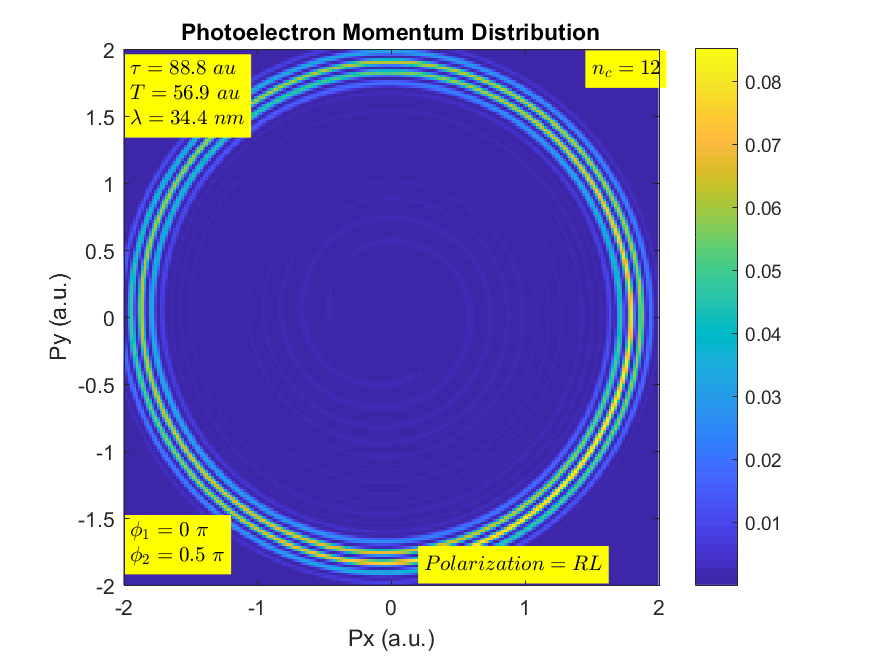 Photoelectron Momentum Distribution
τ = 88.8 au
T = 56.9 au
λ = 34.4 nm
n_c = 12
2
1.5
1
0.5
0
-0.5
-1
-1.5
-2
Py (a.u.)
ϕ₁ = 0 π
ϕ₂ = 0.5 π
Polarization = RL
-2
-1
0
1
2
Px (a.u.)
0.08
0.07
0.06
0.05
0.04
0.03
0.02
0.01